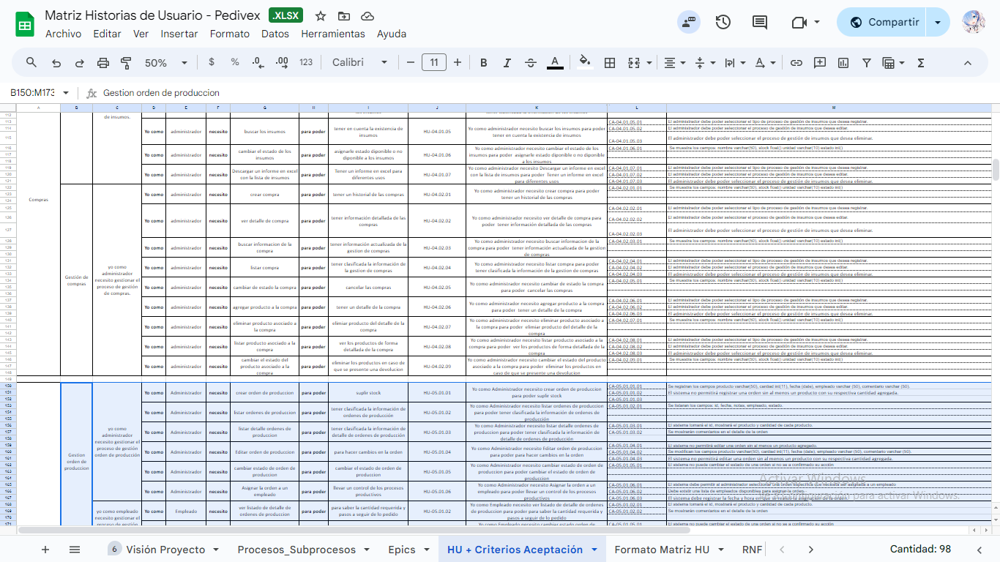 Matriz Historias de Usuario - Pedivex .XLSX
Archivo Editar Ver Insertar Formato Datos Herramientas Ayuda
Compartir
50% $ % .0 .00 123 Calibri 11 B I A
B150:M173 fx Gestion orden de produccion
A B C D E F G H I J K L M
de insumos.
CA-04.01.05.01 El administrador debe poder seleccionar el tipo de proceso de gestión de insumos que desea registrar.
Yo como administrador necesito buscar los insumos para poder tener en cuenta la existencia de insumos HU-04.01.05 Yo como administrador necesito buscar los insumos para poder tener en cuenta la existencia de insumos CA-04.01.05.02 El administrador debe poder seleccionar el proceso de gestión de insumos que desea editar.
CA-04.01.05.03 El administrador debe poder seleccionar el proceso de gestión de insumos que desea eliminar.
Yo como administrador necesito cambiar el estado de los insumos para poder asignarle estado diponible o no diponible a los insumos HU-04.01.06 Yo como administrador necesito cambiar el estado de los insumos para poder asignarle estado diponible o no diponible a los insumos CA-04.01.06.01 Se muestra los campos: nombre varchar(50), stock float() unidad varchar(10) estado int()
Yo como administrador necesito Descargar un informe en excel con la lista de insumos para poder Tener un informe en excel para diferentes usos HU-04.01.07 Yo como administrador necesito Descargar un informe en excel con la lista de insumos para poder Tener un informe en excel para diferentes usos CA-04.01.07.01 El administrador debe poder seleccionar el tipo de proceso de gestión de insumos que desea registrar.
CA-04.01.07.02 El administrador debe poder seleccionar el proceso de gestión de insumos que desea editar.
CA-04.01.07.03 El administrador debe poder seleccionar el proceso de gestión de insumos que desea eliminar.
Compras
Gestión de compras
yo como administrador necesito gestionar el proceso de gestión de compras.
Yo como administrador necesito crear compra para poder tener un historial de las compras HU-04.02.01 Yo como administrador necesito crear compra para poder tener un historial de las compras CA-04.02.01.01 Se muestra los campos: nombre varchar(50), stock float() unidad varchar(10) estado int()
Yo como administrador necesito ver detalle de compra para poder tener información detallada de las compras HU-04.02.02 Yo como administrador necesito ver detalle de compra para poder tener información detallada de las compras CA-04.02.02.01 El administrador debe poder seleccionar el tipo de proceso de gestión de insumos que desea registrar.
CA-04.02.02.02 El administrador debe poder seleccionar el proceso de gestión de insumos que desea editar.
CA-04.02.02.03 El administrador debe poder seleccionar el proceso de gestión de insumos que desea eliminar.
Yo como administrador necesito buscar informacion de la compra para poder tener información actualizada de la gestion de compras HU-04.02.03 Yo como administrador necesito buscar informacion de la compra para poder tener información actualizada de la gestion de compras CA-04.02.03.01 Se muestra los campos: nombre varchar(50), stock float() unidad varchar(10) estado int()
Yo como administrador necesito listar compra para poder tener clasificada la información de la gestion de compras HU-04.02.04 Yo como administrador necesito listar compra para poder tener clasificada la información de la gestion de compras CA-04.02.04.01 El administrador debe poder seleccionar el tipo de proceso de gestión de insumos que desea registrar.
CA-04.02.04.02 El administrador debe poder seleccionar el proceso de gestión de insumos que desea editar.
CA-04.02.04.03 El administrador debe poder seleccionar el proceso de gestión de insumos que desea eliminar.
Yo como administrador necesito cambiar de estado la compra para poder cancelar las compras HU-04.02.05 Yo como administrador necesito cambiar de estado la compra para poder cancelar las compras CA-04.02.05.01 Se muestra los campos: nombre varchar(50), stock float() unidad varchar(10) estado int()
Yo como administrador necesito agregar producto a la compra para poder tener un detalle de la compra HU-04.02.06 Yo como administrador necesito agregar producto a la compra para poder tener un detalle de la compra CA-04.02.06.01 El administrador debe poder seleccionar el tipo de proceso de gestión de insumos que desea registrar.
CA-04.02.06.02 El administrador debe poder seleccionar el proceso de gestión de insumos que desea editar.
CA-04.02.06.03 El administrador debe poder seleccionar el proceso de gestión de insumos que desea eliminar.
Yo como administrador necesito eliminar producto asociado a la compra para poder elimiar producto del detalle de la compra HU-04.02.07 Yo como administrador necesito eliminar producto asociado a la compra para poder elimiar producto del detalle de la compra CA-04.02.07.01 Se muestra los campos: nombre varchar(50), stock float() unidad varchar(10) estado int()
Yo como administrador necesito listar producto asociado a la compra para poder ver los productos de forma detallada de la compra HU-04.02.08 Yo como administrador necesito listar producto asociado a la compra para poder ver los productos de forma detallada de la compra CA-04.02.08.01 El administrador debe poder seleccionar el tipo de proceso de gestión de insumos que desea registrar.
CA-04.02.08.02 El administrador debe poder seleccionar el proceso de gestión de insumos que desea editar.
CA-04.02.08.03 El administrador debe poder seleccionar el proceso de gestión de insumos que desea eliminar.
Yo como administrador necesito cambiar el estado del producto asociado a la compra para poder eliminar los productos en caso de que se presente una devolucion HU-04.02.09 Yo como administrador necesito cambiar el estado del producto asociado a la compra para poder eliminar los productos en caso de que se presente una devolucion CA-04.02.09.01 Se muestra los campos: nombre varchar(50), stock float() unidad varchar(10) estado int()
Gestion orden de produccion
yo como administrador necesito gestionar el proceso de gestión orden de producción
Yo como Administrador necesito crear orden de produccion para poder suplir stock HU-05.01.01 Yo como Administrador necesito crear orden de produccion para poder suplir stock CA-05.01.01.01 Se registran los campos producto varchar(50), cantidad int(11), fecha (date), empleado varchar (50), comentario varchar (50).
CA-05.01.01.02 El sistema no permitirá registrar una orden sin al menos un producto con su respectiva cantidad agregada.
CA-05.01.01.03
Yo como Administrador necesito listar ordenes de produccion para poder tener clasificada la información de ordenes de producción HU-05.01.02 Yo como Administrador necesito listar ordenes de produccion para poder tener clasificada la información de ordenes de producción CA-05.01.02.01 Se listaran los campos: id, fecha, notas, empleado, estado.
Yo como Administrador necesito listar detalle ordenes de produccion para poder tener clasificada la información de detalle de ordenes de producción HU-05.01.03 Yo como Administrador necesito listar detalle ordenes de produccion para poder tener clasificada la información de detalle de ordenes de producción CA-05.01.03.01 El sistema tomará el id, mostrará el producto y cantidad de cada producto.
CA-05.01.03.02 Se mostrarán comentarios en el detalle de la orden
Yo como Administrador necesito Editar orden de produccion para poder para hacer cambios en la orden HU-05.01.04 Yo como Administrador necesito Editar orden de produccion para poder para hacer cambios en la orden CA-05.01.04.01 El sistema no permitirá editar una orden sin al menos un producto agregado.
CA-05.01.04.02 Se modifican los campos producto varchar(50), cantidad int(11), fecha (date), empleado varchar (50), comentario varchar (50).
CA-05.01.04.03 El sistema no permitirá editar una orden sin al menos un producto con su respectiva cantidad agregada.
Yo como Administrador necesito cambiar estado de orden de produccion para poder cambiar el estado de orden de produccion HU-05.01.05 Yo como Administrador necesito cambiar estado de orden de produccion para poder cambiar el estado de orden de produccion CA-05.01.05.01 El sistema no puede cambiar el estado de una orden si no se a confirmado su acción
Yo como Administrador necesito Asignar la orden a un empleado para poder llevar un control de los procesos productivos HU-05.01.06 Yo como Administrador necesito Asignar la orden a un empleado para poder llevar un control de los procesos productivos CA-05.01.06.01 El sistema debe permitir al administrador seleccionar una orden específica que necesita ser asignada a un empleado
CA-05.01.06.02 Debe existir una lista de empleados disponibles para asignar la orden
CA-05.01.06.03 El sistema debe registrar la fecha y hora en que se realiza la asignación de la orden
yo como empleado necesito gestionar el proceso de gestión
Yo como Empleado necesito ver listado de detalle de ordenes de produccion para poder para saber la cantidad requerida y pasos a seguir de lo pedido HU-05.01.02 Yo como Empleado necesito ver listado de detalle de ordenes de produccion para poder para saber la cantidad requerida y pasos a seguir de lo pedido CA-05.01.02.01 El sistema tomará el id, mostrará el producto y cantidad de cada producto.
CA-05.01.02.02 Se mostrarán comentarios en el detalle de la orden
Yo como Empleado necesito cambiar estado de CA-05.01.05.01 El sistema no puede cambiar el estado de una orden si no se a confirmado su acción
Activar Windows
para activar Windows.
6 Visión Proyecto Procesos_Subprocesos Epics HU + Criterios Aceptación Formato Matriz HU RNF Cantidad: 98